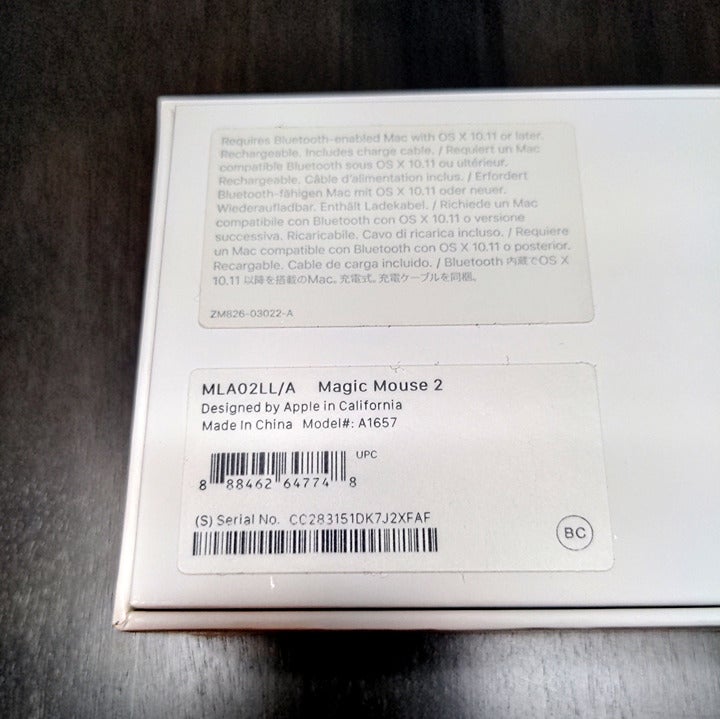 Requires Bluetooth-enabled Mac with OS X 10.11 or later.
Rechargeable. Includes charge cable. / Requiert un Mac
compatible Bluetooth sous OS X 10.11 ou ultérieur.
Rechargeable. Câble d'alimentation inclus. / Erfordert
Bluetooth-fähigen Mac mit OS X 10.11 oder neuer.
Wiederaufladbar. Enthält Ladekabel. / Richiede un Mac
compatibile con Bluetooth con OS X 10.11 o versione
successiva. Ricaricabile. Cavo di ricarica incluso. / Requiere
un Mac compatible con Bluetooth con OS X 10.11 o posterior.
Recargable. Cable de carga incluido. / Bluetooth 内蔵でOS X
10.11 以降を搭載のMac。充電式。充電ケーブルを同梱。
ZM826-03022-A
MLA02LL/A Magic Mouse 2
Designed by Apple in California
Made In China Model#: A1657
UPC
8 88462 64774 8
(S) Serial No. CC283151DK7J2XFAF
BC